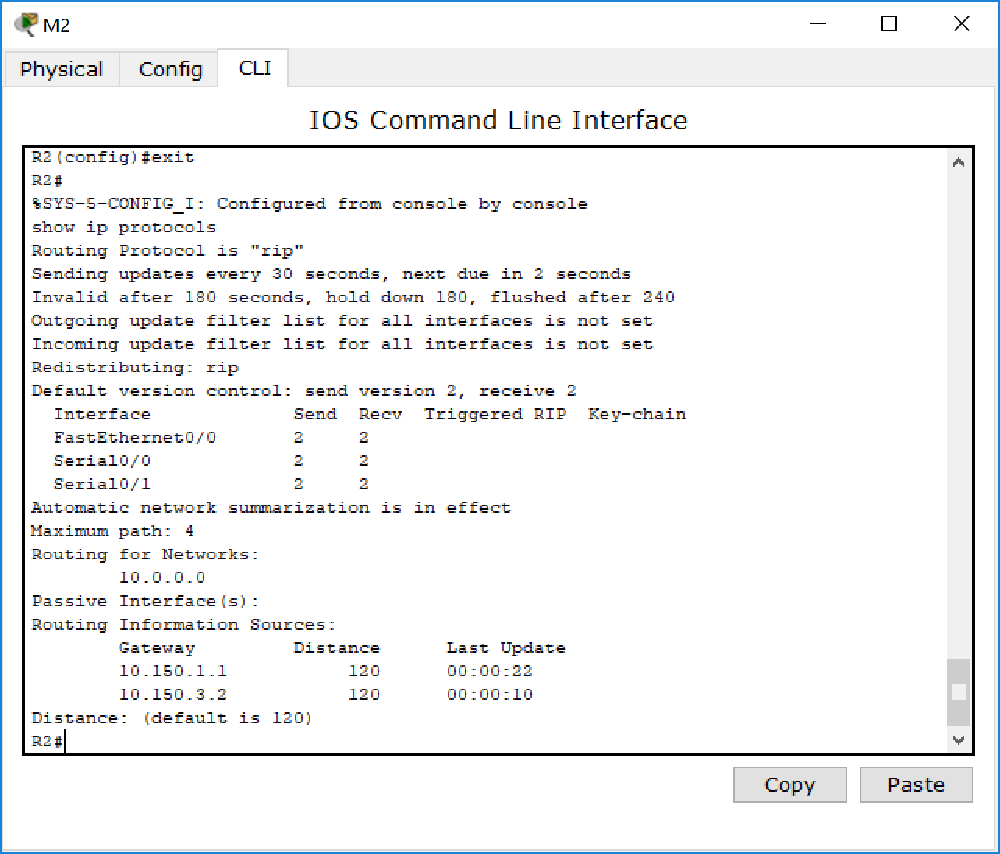 M2
Physical Config CLI
IOS Command Line Interface
R2(config)#exit
R2#
%SYS-5-CONFIG_I: Configured from console by console
show ip protocols
Routing Protocol is "rip"
Sending updates every 30 seconds, next due in 2 seconds
Invalid after 180 seconds, hold down 180, flushed after 240
Outgoing update filter list for all interfaces is not set
Incoming update filter list for all interfaces is not set
Redistributing: rip
Default version control: send version 2, receive 2
  Interface             Send  Recv  Triggered RIP  Key-chain
  FastEthernet0/0       2     2
  Serial0/0             2     2
  Serial0/1             2     2
Automatic network summarization is in effect
Maximum path: 4
Routing for Networks:
        10.0.0.0
Passive Interface(s):
Routing Information Sources:
        Gateway         Distance      Last Update
        10.150.1.1           120      00:00:22
        10.150.3.2           120      00:00:10
Distance: (default is 120)
R2#
Copy Paste